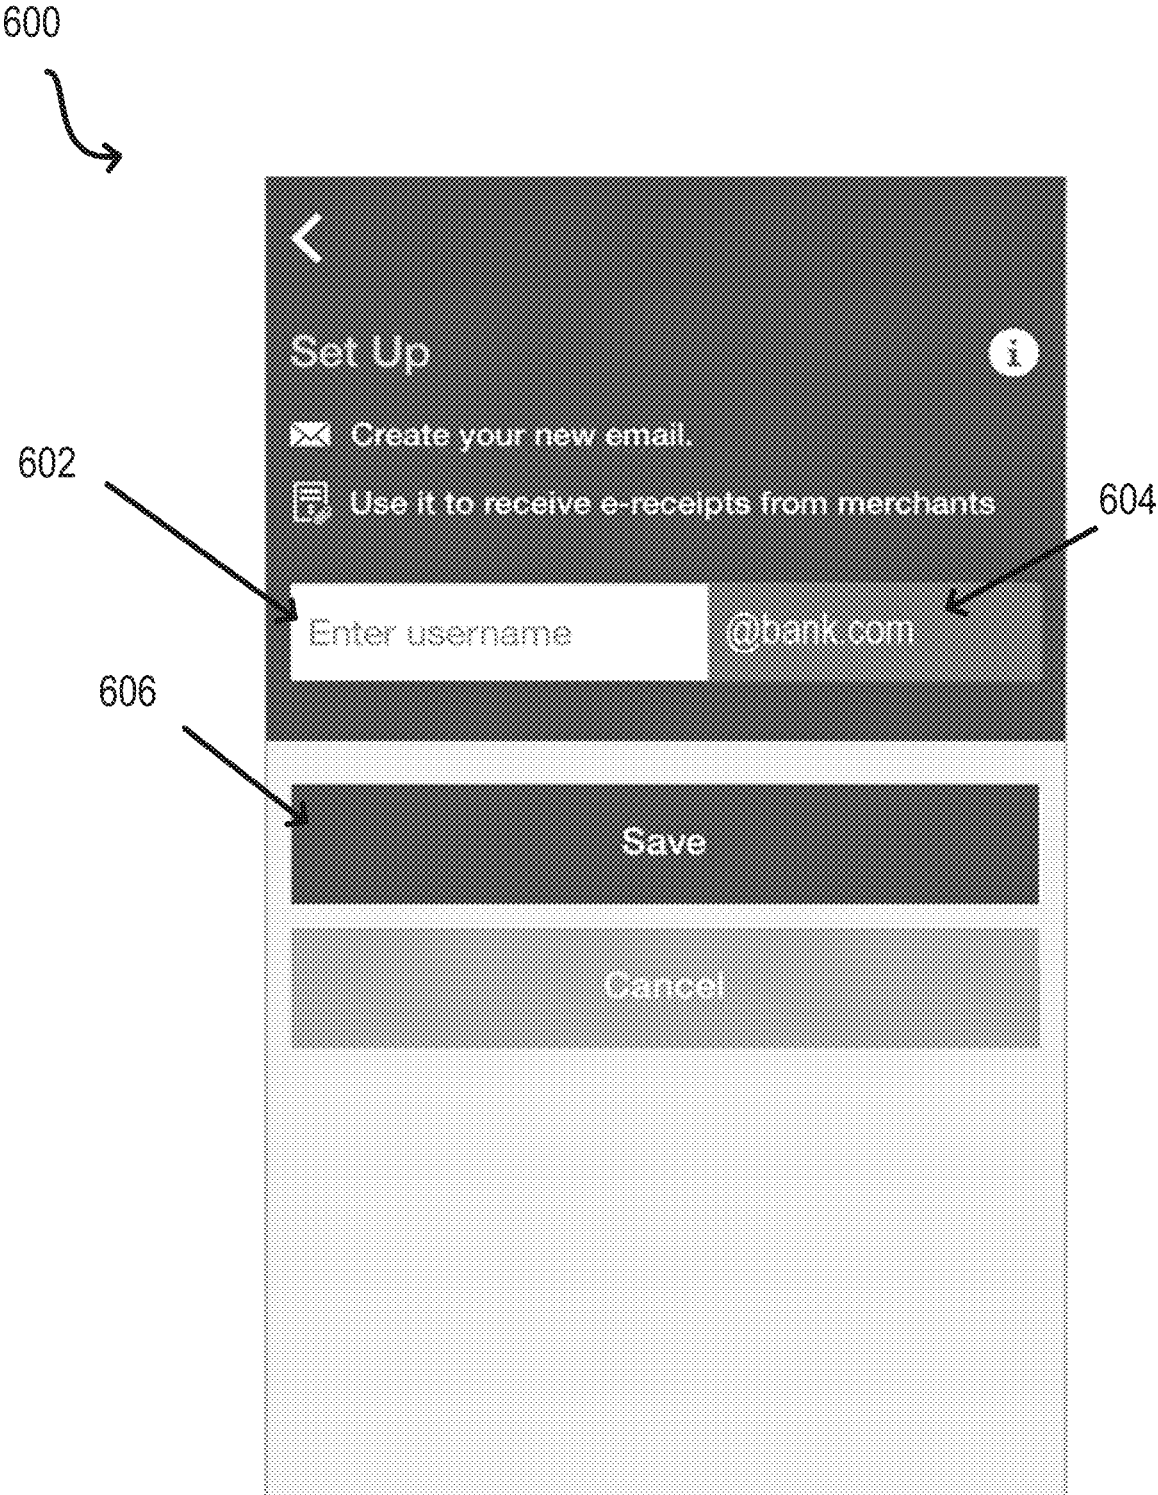 600
Set Up
i
Create your new email.
602
Use it to receive e-receipts from merchants
604
Enter username
@bank.com
606
Save
Cancel